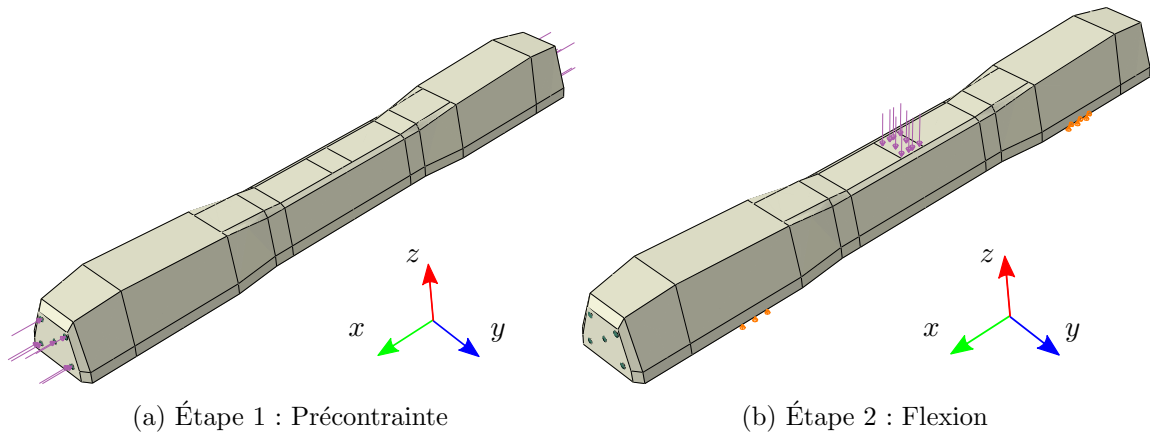 z
x
y
z
x
y
(a) Étape 1 : Précontrainte
(b) Étape 2 : Flexion